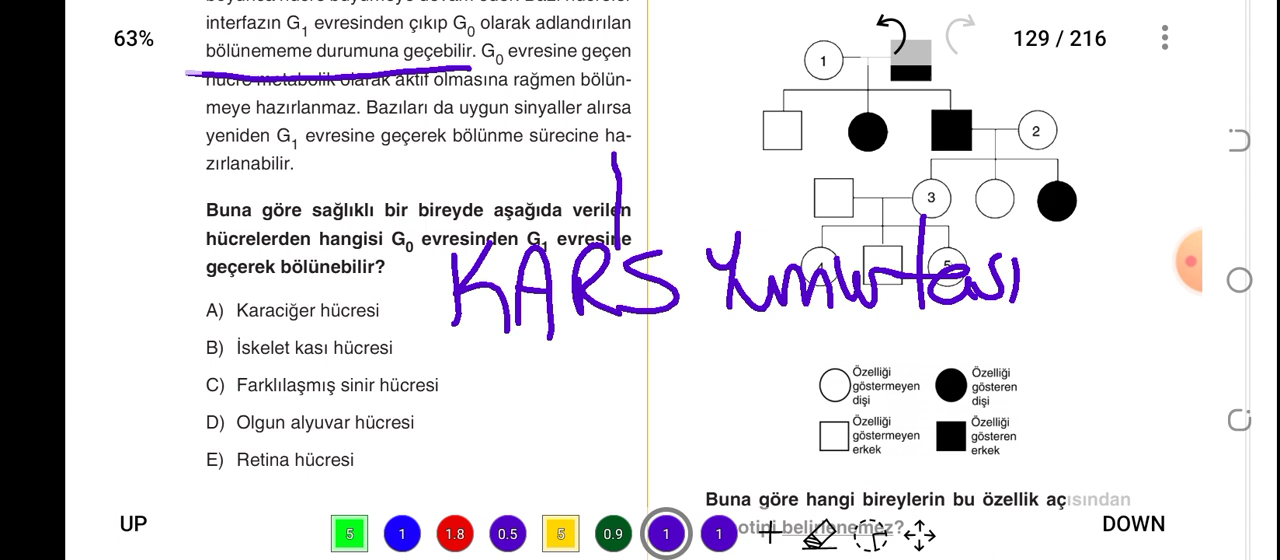 63%
interfazın G1 evresinden çıkıp G0 olarak adlandırılan
bölünememe durumuna geçebilir. G0 evresine geçen
hücre metabolik olarak aktif olmasına rağmen bölün-
meye hazırlanmaz. Bazıları da uygun sinyaller alırsa
yeniden G1 evresine geçerek bölünme sürecine ha-
zırlanabilir.
Buna göre sağlıklı bir bireyde aşağıda verilen
hücrelerden hangisi G0 evresinden G1 evresine
geçerek bölünebilir?
KARS
A) Karaciğer hücresi
B) İskelet kası hücresi
C) Farklılaşmış sinir hücresi
D) Olgun alyuvar hücresi
E) Retina hücresi
129 / 216
1
2
3
4
5
Özelliği
göstermeyen
dişi
Özelliği
gösteren
dişi
Özelliği
göstermeyen
erkek
Özelliği
gösteren
erkek
Buna göre hangi bireylerin bu özellik açısından
belirlenemez?
UP
5
1
1.8
0.5
5
0.9
1
1
DOWN